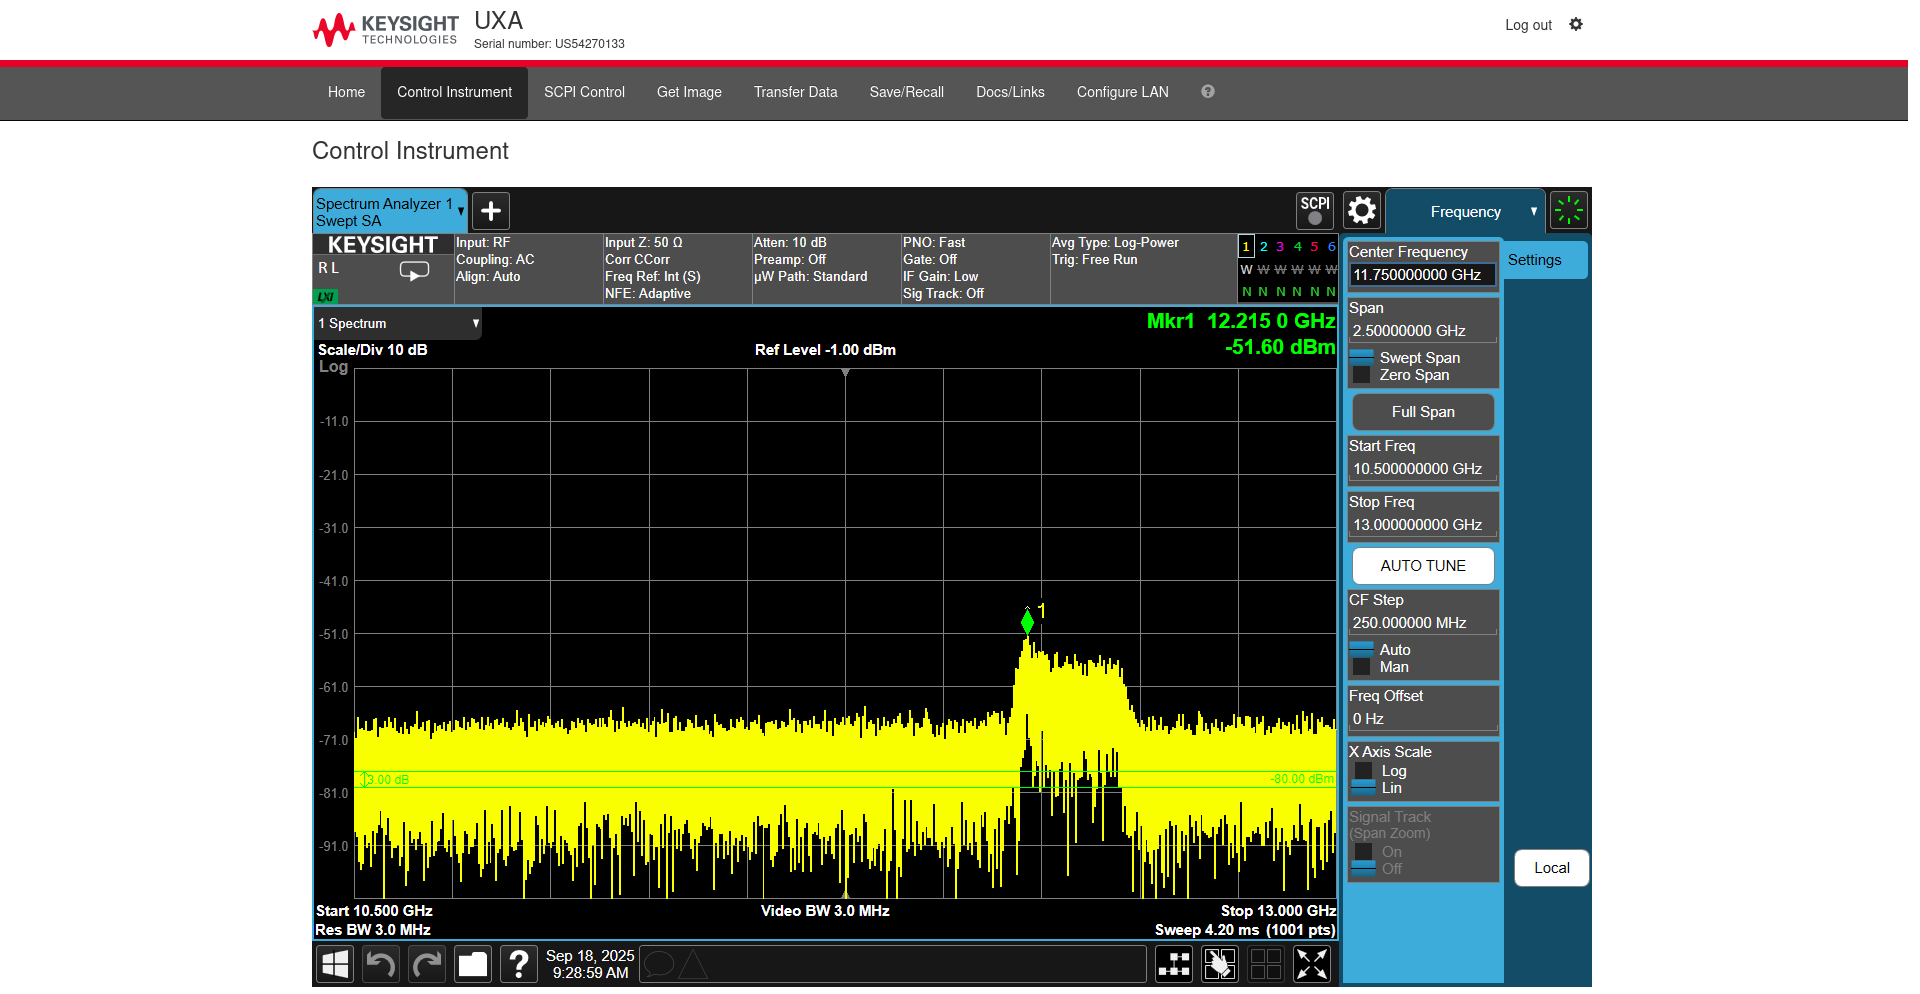 KEYSIGHT
TECHNOLOGIES
UXA
Serial number: US54270133
Log out
Home
Control Instrument
SCPI Control
Get Image
Transfer Data
Save/Recall
Docs/Links
Configure LAN
?
Control Instrument
Spectrum Analyzer 1
Swept SA
+
SCPI
Frequency
KEYSIGHT
R L
LXI
Input: RF
Coupling: AC
Align: Auto
Input Z: 50 Ω
Corr CCorr
Freq Ref: Int (S)
NFE: Adaptive
Atten: 10 dB
Preamp: Off
µW Path: Standard
PNO: Fast
Gate: Off
IF Gain: Low
Sig Track: Off
Avg Type: Log-Power
Trig: Free Run
1 2 3 4 5 6
W W W W W W
N N N N N N
1 Spectrum
Scale/Div 10 dB
Log
Ref Level -1.00 dBm
Mkr1 12.215 0 GHz
-51.60 dBm
-11.0
-21.0
-31.0
-41.0
-51.0
-61.0
-71.0
-81.0
-91.0
1
3.00 dB
-80.00 dBm
Start 10.500 GHz
Res BW 3.0 MHz
Video BW 3.0 MHz
Stop 13.000 GHz
Sweep 4.20 ms (1001 pts)
Center Frequency
11.750000000 GHz
Span
2.50000000 GHz
Swept Span
Zero Span
Full Span
Start Freq
10.500000000 GHz
Stop Freq
13.000000000 GHz
AUTO TUNE
CF Step
250.000000 MHz
Auto
Man
Freq Offset
0 Hz
X Axis Scale
Log
Lin
Signal Track
(Span Zoom)
On
Off
Settings
Local
?
Sep 18, 2025
9:28:59 AM